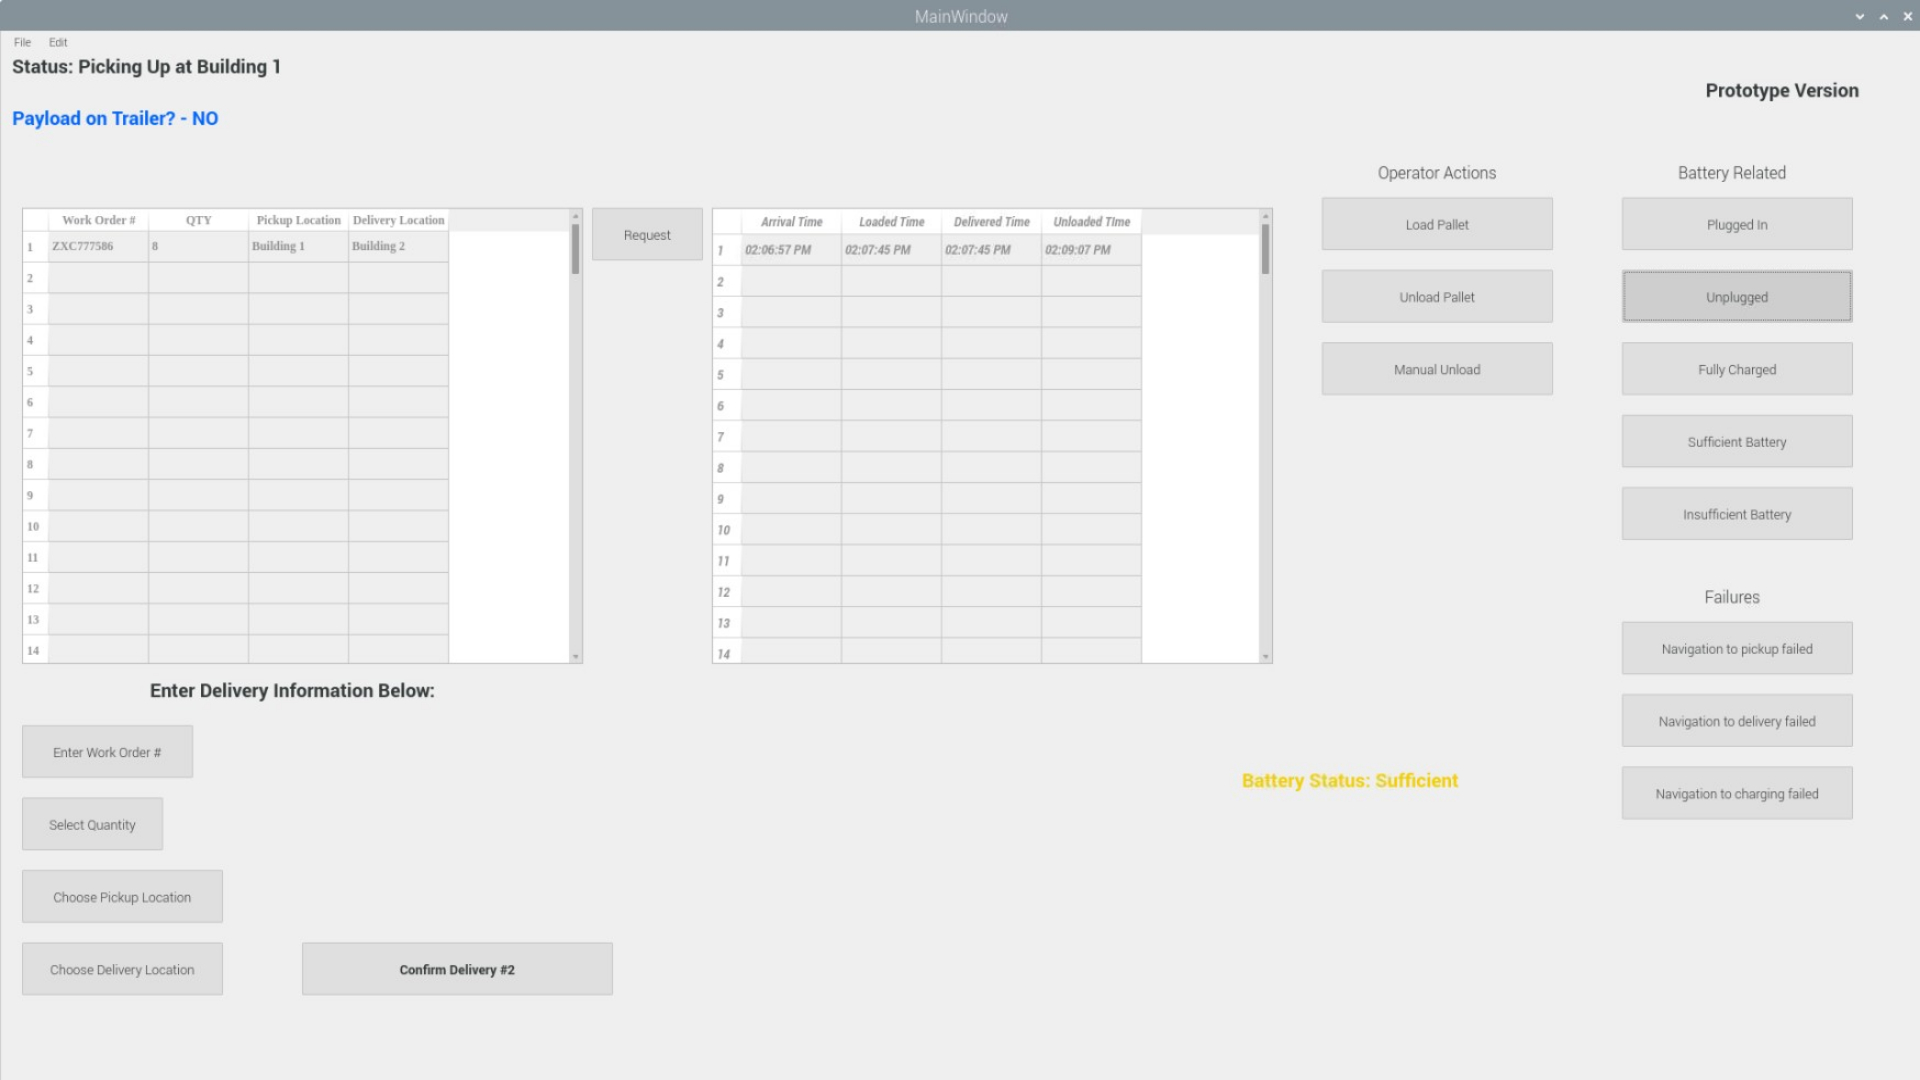 MainWindow
File Edit
Status: Picking Up at Building 1
Prototype Version
Payload on Trailer? - NO
Operator Actions
Battery Related
Work Order # QTY Pickup Location Delivery Location
1 ZXC777586 8 Building 1 Building 2
2
3
4
5
6
7
8
9
10
11
12
13
14
Request
Arrival Time Loaded Time Delivered Time Unloaded TIme
1 02:06:57 PM 02:07:45 PM 02:07:45 PM 02:09:07 PM
2
3
4
5
6
7
8
9
10
11
12
13
14
Load Pallet
Unload Pallet
Manual Unload
Plugged In
Unplugged
Fully Charged
Sufficient Battery
Insufficient Battery
Failures
Navigation to pickup failed
Navigation to delivery failed
Navigation to charging failed
Enter Delivery Information Below:
Enter Work Order #
Battery Status: Sufficient
Select Quantity
Choose Pickup Location
Choose Delivery Location
Confirm Delivery #2